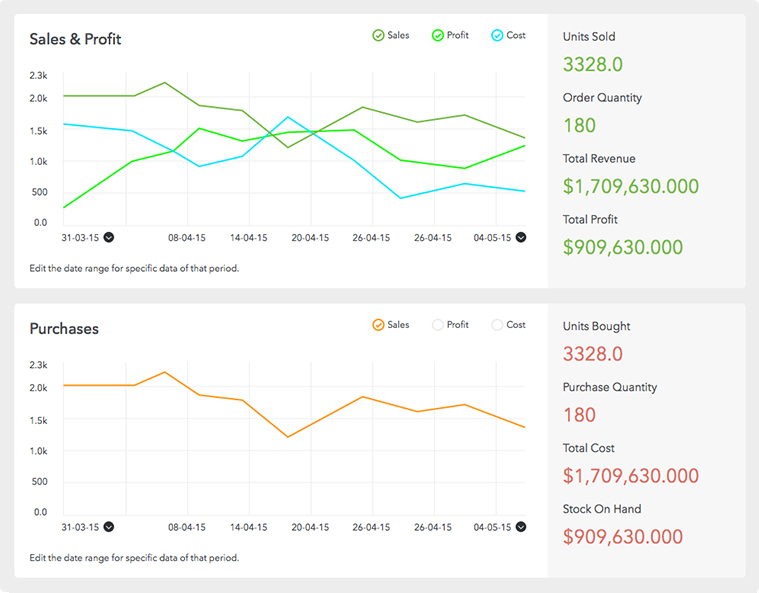 Sales & Profit
Sales Profit Cost
2.3k
2.0k
1.5k
1.0k
500
0.0
31-03-15 08-04-15 14-04-15 20-04-15 26-04-15 26-04-15 04-05-15
Edit the date range for specific data of that period.
Units Sold
3328.0
Order Quantity
180
Total Revenue
$1,709,630.000
Total Profit
$909,630.000
Purchases
Sales Profit Cost
2.3k
2.0k
1.5k
1.0k
500
0.0
31-03-15 08-04-15 14-04-15 20-04-15 26-04-15 26-04-15 04-05-15
Edit the date range for specific data of that period.
Units Bought
3328.0
Purchase Quantity
180
Total Cost
$1,709,630.000
Stock On Hand
$909,630.000